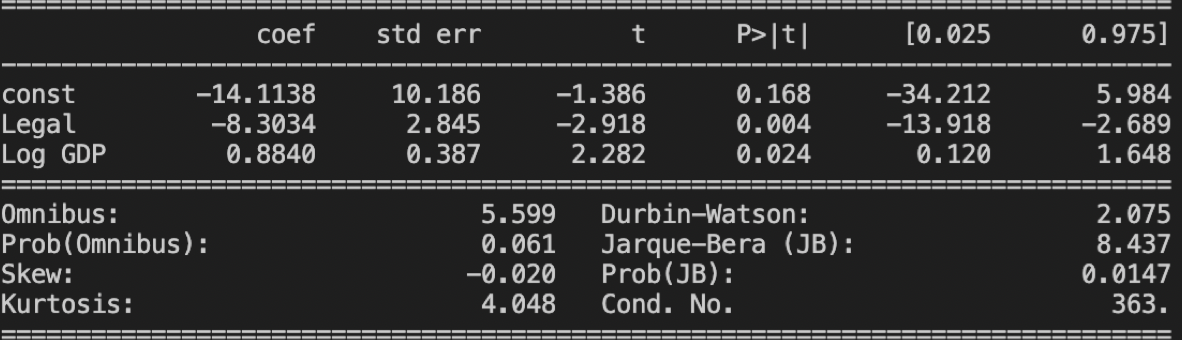 ==============================================================================
                 coef    std err          t      P>|t|      [0.025      0.975]
------------------------------------------------------------------------------
const        -14.1138     10.186     -1.386      0.168     -34.212       5.984
Legal         -8.3034      2.845     -2.918      0.004     -13.918      -2.689
Log GDP        0.8840      0.387      2.282      0.024       0.120       1.648
==============================================================================
Omnibus:                        5.599   Durbin-Watson:                   2.075
Prob(Omnibus):                  0.061   Jarque-Bera (JB):                8.437
Skew:                          -0.020   Prob(JB):                       0.0147
Kurtosis:                       4.048   Cond. No.                         363.
==============================================================================